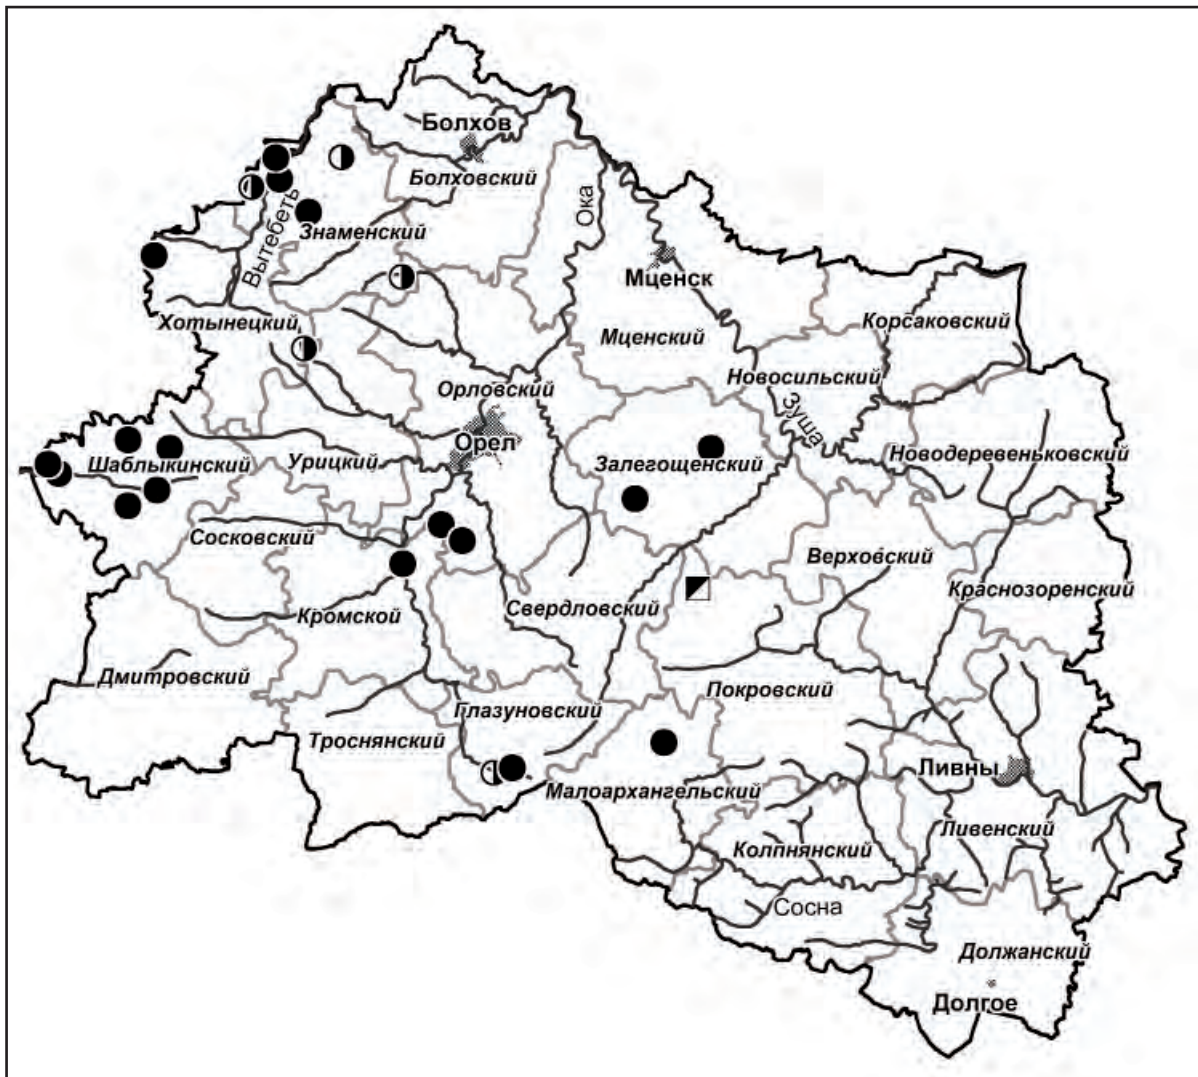 Болхов
Болховский
Ока
Вытебеть
Знаменский
Мценск
Хотынецкий
Корсаковский
Мценский
Новосильский
Орловский
Зуша
Орел
Шаблыкинский
Урицкий
Залегощенский
Новодеревеньковский
Сосковский
Верховский
Краснозоренский
Свердловский
Кромской
Дмитровский
Покровский
Глазуновский
Троснянский
Ливны
Малоархангельский
Ливенский
Колпнянский
Сосна
Должанский
Долгое